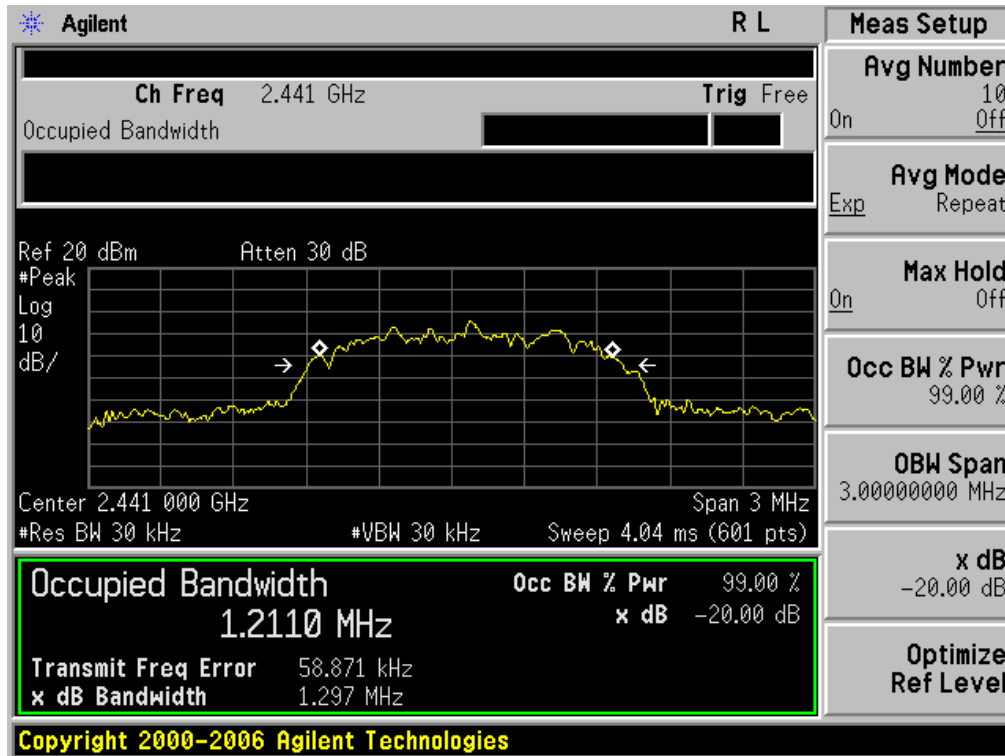 Agilent R L
Ch Freq 2.441 GHz Trig Free
Occupied Bandwidth
Ref 20 dBm Atten 30 dB
#Peak
Log
10
dB/
Center 2.441 000 GHz Span 3 MHz
#Res BW 30 kHz #VBW 30 kHz Sweep 4.04 ms (601 pts)
Occupied Bandwidth Occ BW % Pwr 99.00 %
1.2110 MHz x dB -20.00 dB
Transmit Freq Error 58.871 kHz
x dB Bandwidth 1.297 MHz
Copyright 2000-2006 Agilent Technologies
Meas Setup
Avg Number
10
On Off
Avg Mode
Exp Repeat
Max Hold
On Off
Occ BW % Pwr
99.00 %
OBW Span
3.00000000 MHz
x dB
-20.00 dB
Optimize
Ref Level